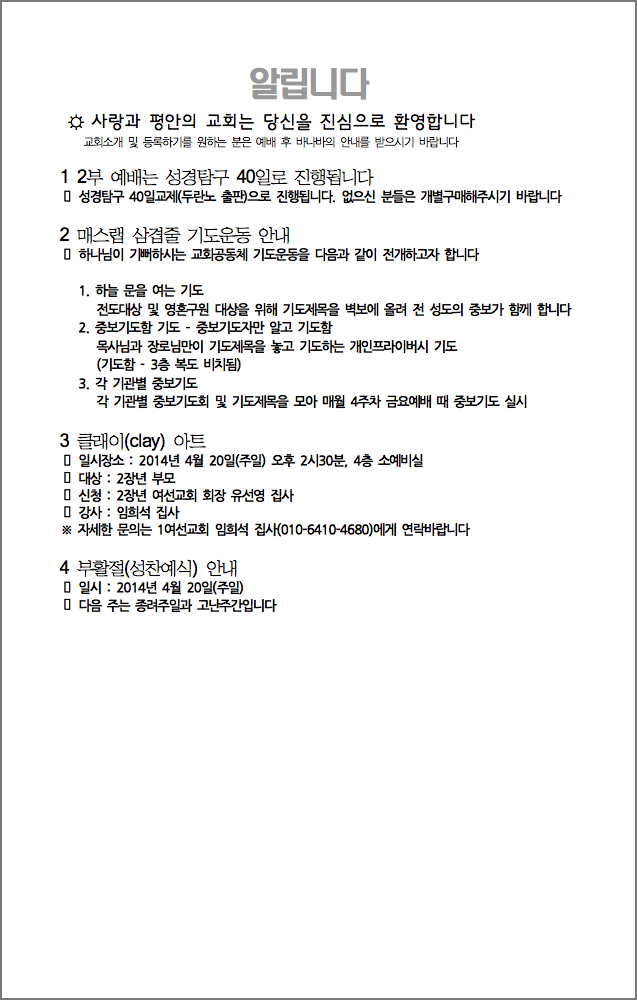 알립니다
☼ 사랑과 평안의 교회는 당신을 진심으로 환영합니다
교회소개 및 등록하기를 원하는 분은 예배 후 바나바의 안내를 받으시기 바랍니다
1 2부 예배는 성경탐구 40일로 진행됩니다
▯ 성경탐구 40일교제(두란노 출판)으로 진행됩니다. 없으신 분들은 개별구매해주시기 바랍니다
2 매스랩 삼겹줄 기도운동 안내
▯ 하나님이 기뻐하시는 교회공동체 기도운동을 다음과 같이 전개하고자 합니다
1. 하늘 문을 여는 기도
전도대상 및 영혼구원 대상을 위해 기도제목을 벽보에 올려 전 성도의 중보가 함께 합니다
2. 중보기도함 기도 - 중보기도자만 알고 기도함
목사님과 장로님만이 기도제목을 놓고 기도하는 개인프라이버시 기도
(기도함 - 3층 복도 비치됨)
3. 각 기관별 중보기도
각 기관별 중보기도회 및 기도제목을 모아 매월 4주차 금요예배 때 중보기도 실시
3 클래이(clay) 아트
▯ 일시장소 : 2014년 4월 20일(주일) 오후 2시30분, 4층 소예비실
▯ 대상 : 2장년 부모
▯ 신청 : 2장년 여선교회 회장 유선영 집사
▯ 강사 : 임희석 집사
※ 자세한 문의는 1여선교회 임희석 집사(010-6410-4680)에게 연락바랍니다
4 부활절(성찬예식) 안내
▯ 일시 : 2014년 4월 20일(주일)
▯ 다음 주는 종려주일과 고난주간입니다